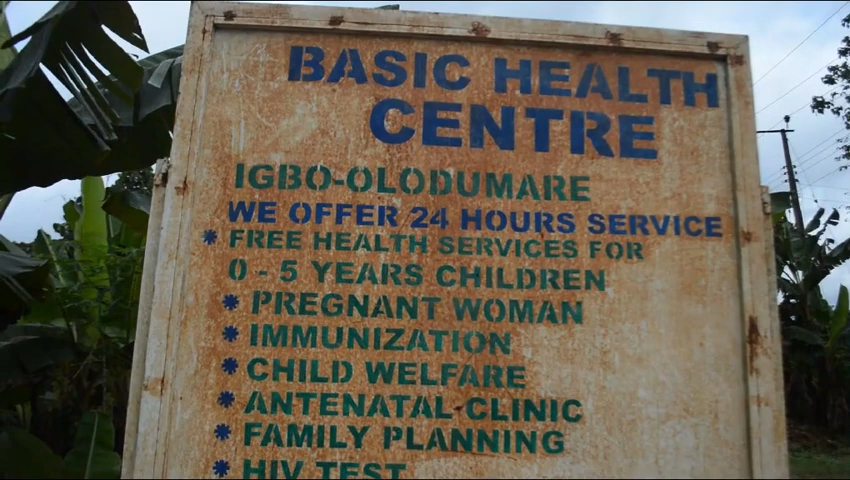 BASIC HEALTH
CENTRE
IGBO-OLODUMARE
WE OFFER 24 HOURS SERVICE
* FREE HEALTH SERVICES FOR
0 - 5 YEARS CHILDREN
* PREGNANT WOMAN
* IMMUNIZATION
* CHILD WELFARE
* ANTENATAL CLINIC
* FAMILY PLANNING
* HIV TEST